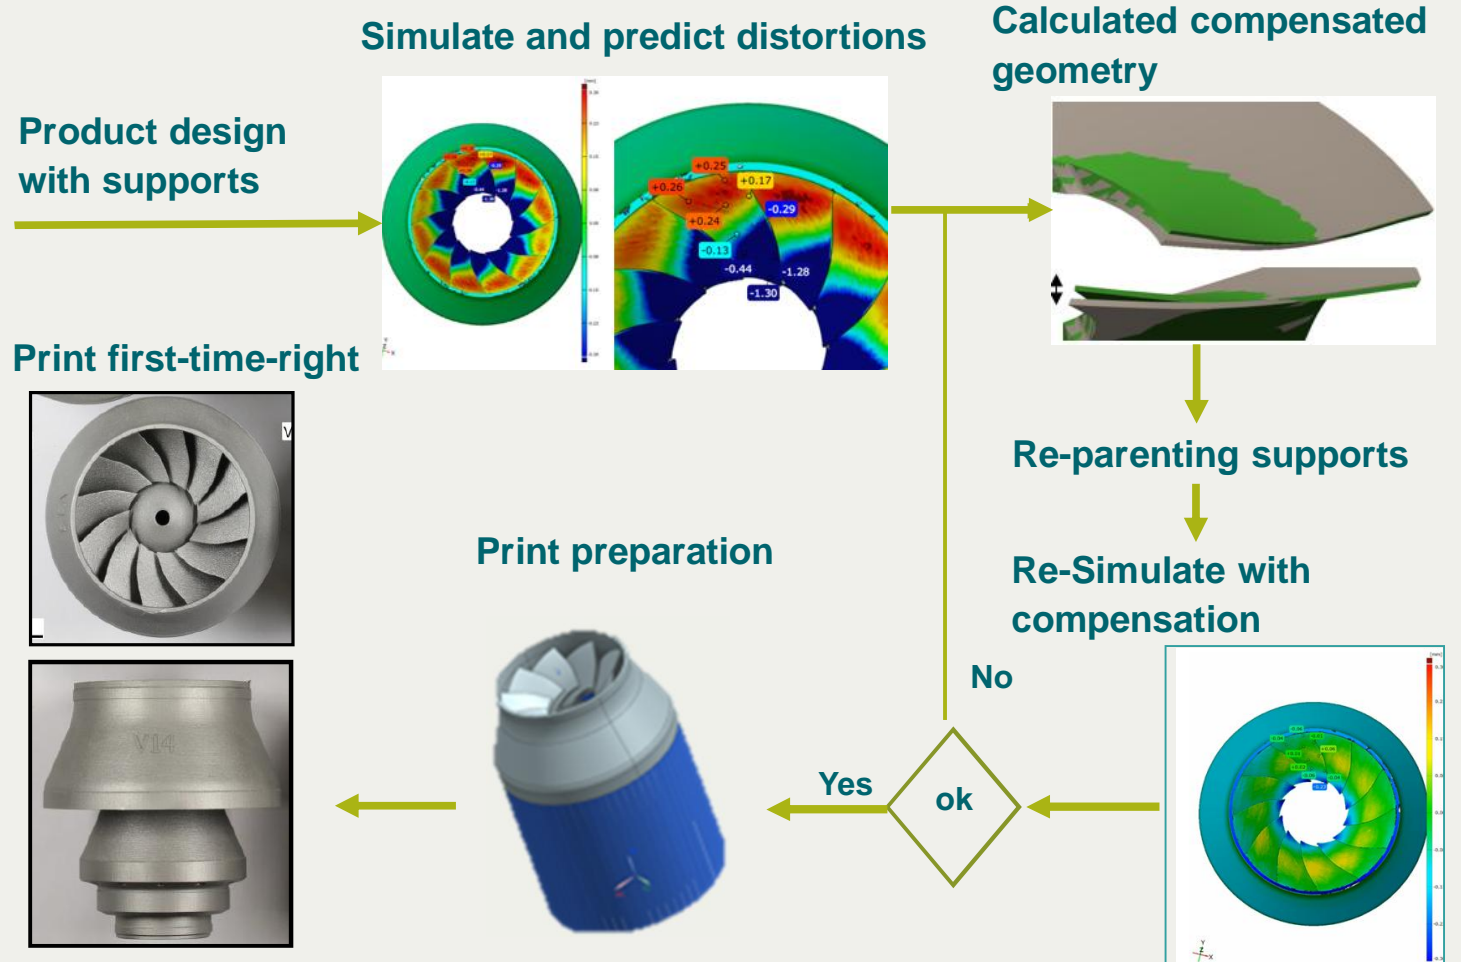 Simulate and predict distortions
Calculated compensated
geometry
Product design
with supports
[mm]
+0.25
+0.26
+0.17
-0.29
+0.24
-0.13
-0.44
-1.28
-1.30
Print first-time-right
Re-parenting supports
Print preparation
Re-Simulate with
compensation
No
V14
Yes
ok
[mm]
Y
Z
X